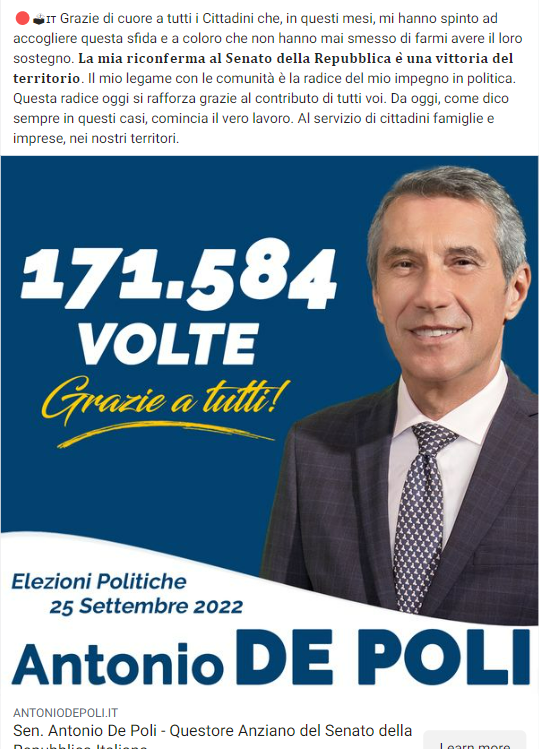 🔴🗳️IT Grazie di cuore a tutti i Cittadini che, in questi mesi, mi hanno spinto ad
accogliere questa sfida e a coloro che non hanno mai smesso di farmi avere il loro
sostegno. La mia riconferma al Senato della Repubblica è una vittoria del
territorio. Il mio legame con le comunità è la radice del mio impegno in politica.
Questa radice oggi si rafforza grazie al contributo di tutti voi. Da oggi, come dico
sempre in questi casi, comincia il vero lavoro. Al servizio di cittadini famiglie e
imprese, nei nostri territori.
171.584
VOLTE
Grazie a tutti!
Elezioni Politiche
25 Settembre 2022
Antonio DE POLI
ANTONIODEPOLI.IT
Sen. Antonio De Poli - Questore Anziano del Senato della
Repubblica Italiana
Learn more